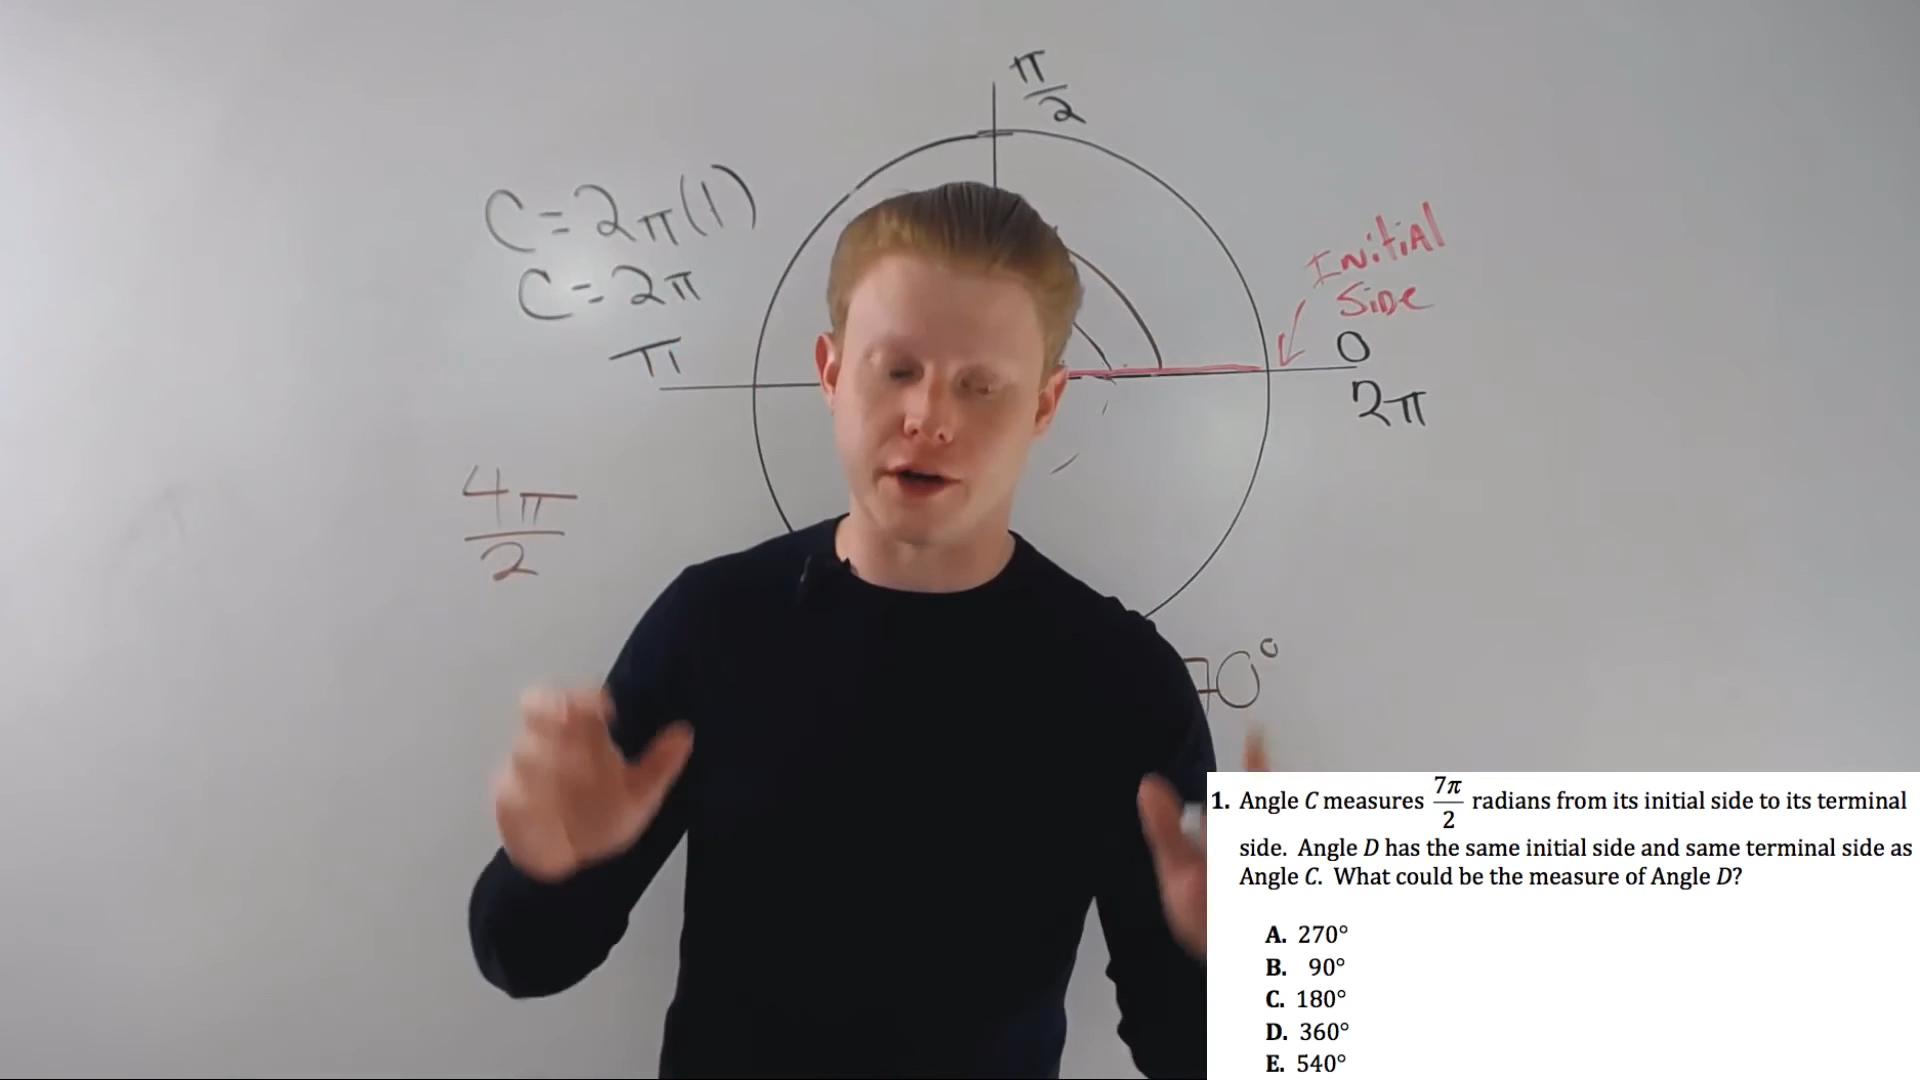 π
2
C=2π(1)
C=2π
Initial
Side
0
π
2π
4π
2
70°
1. Angle C measures 7π/2 radians from its initial side to its terminal
side. Angle D has the same initial side and same terminal side as
Angle C. What could be the measure of Angle D?
A. 270°
B. 90°
C. 180°
D. 360°
E. 540°